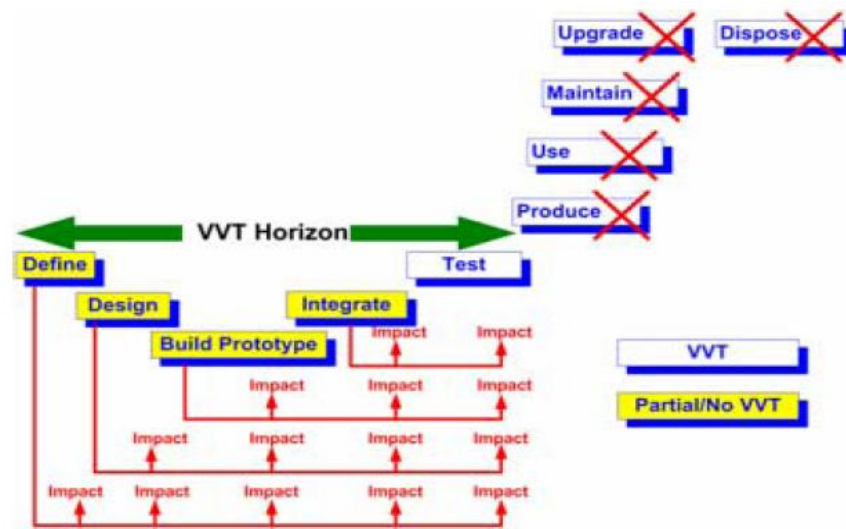 Upgrade Dispose
Maintain
Use
Produce
VVT Horizon
Define Test
Design Integrate
Impact Impact
Build Prototype VVT
Impact Impact Impact
Partial/No VVT
Impact Impact Impact Impact
Impact Impact Impact Impact Impact